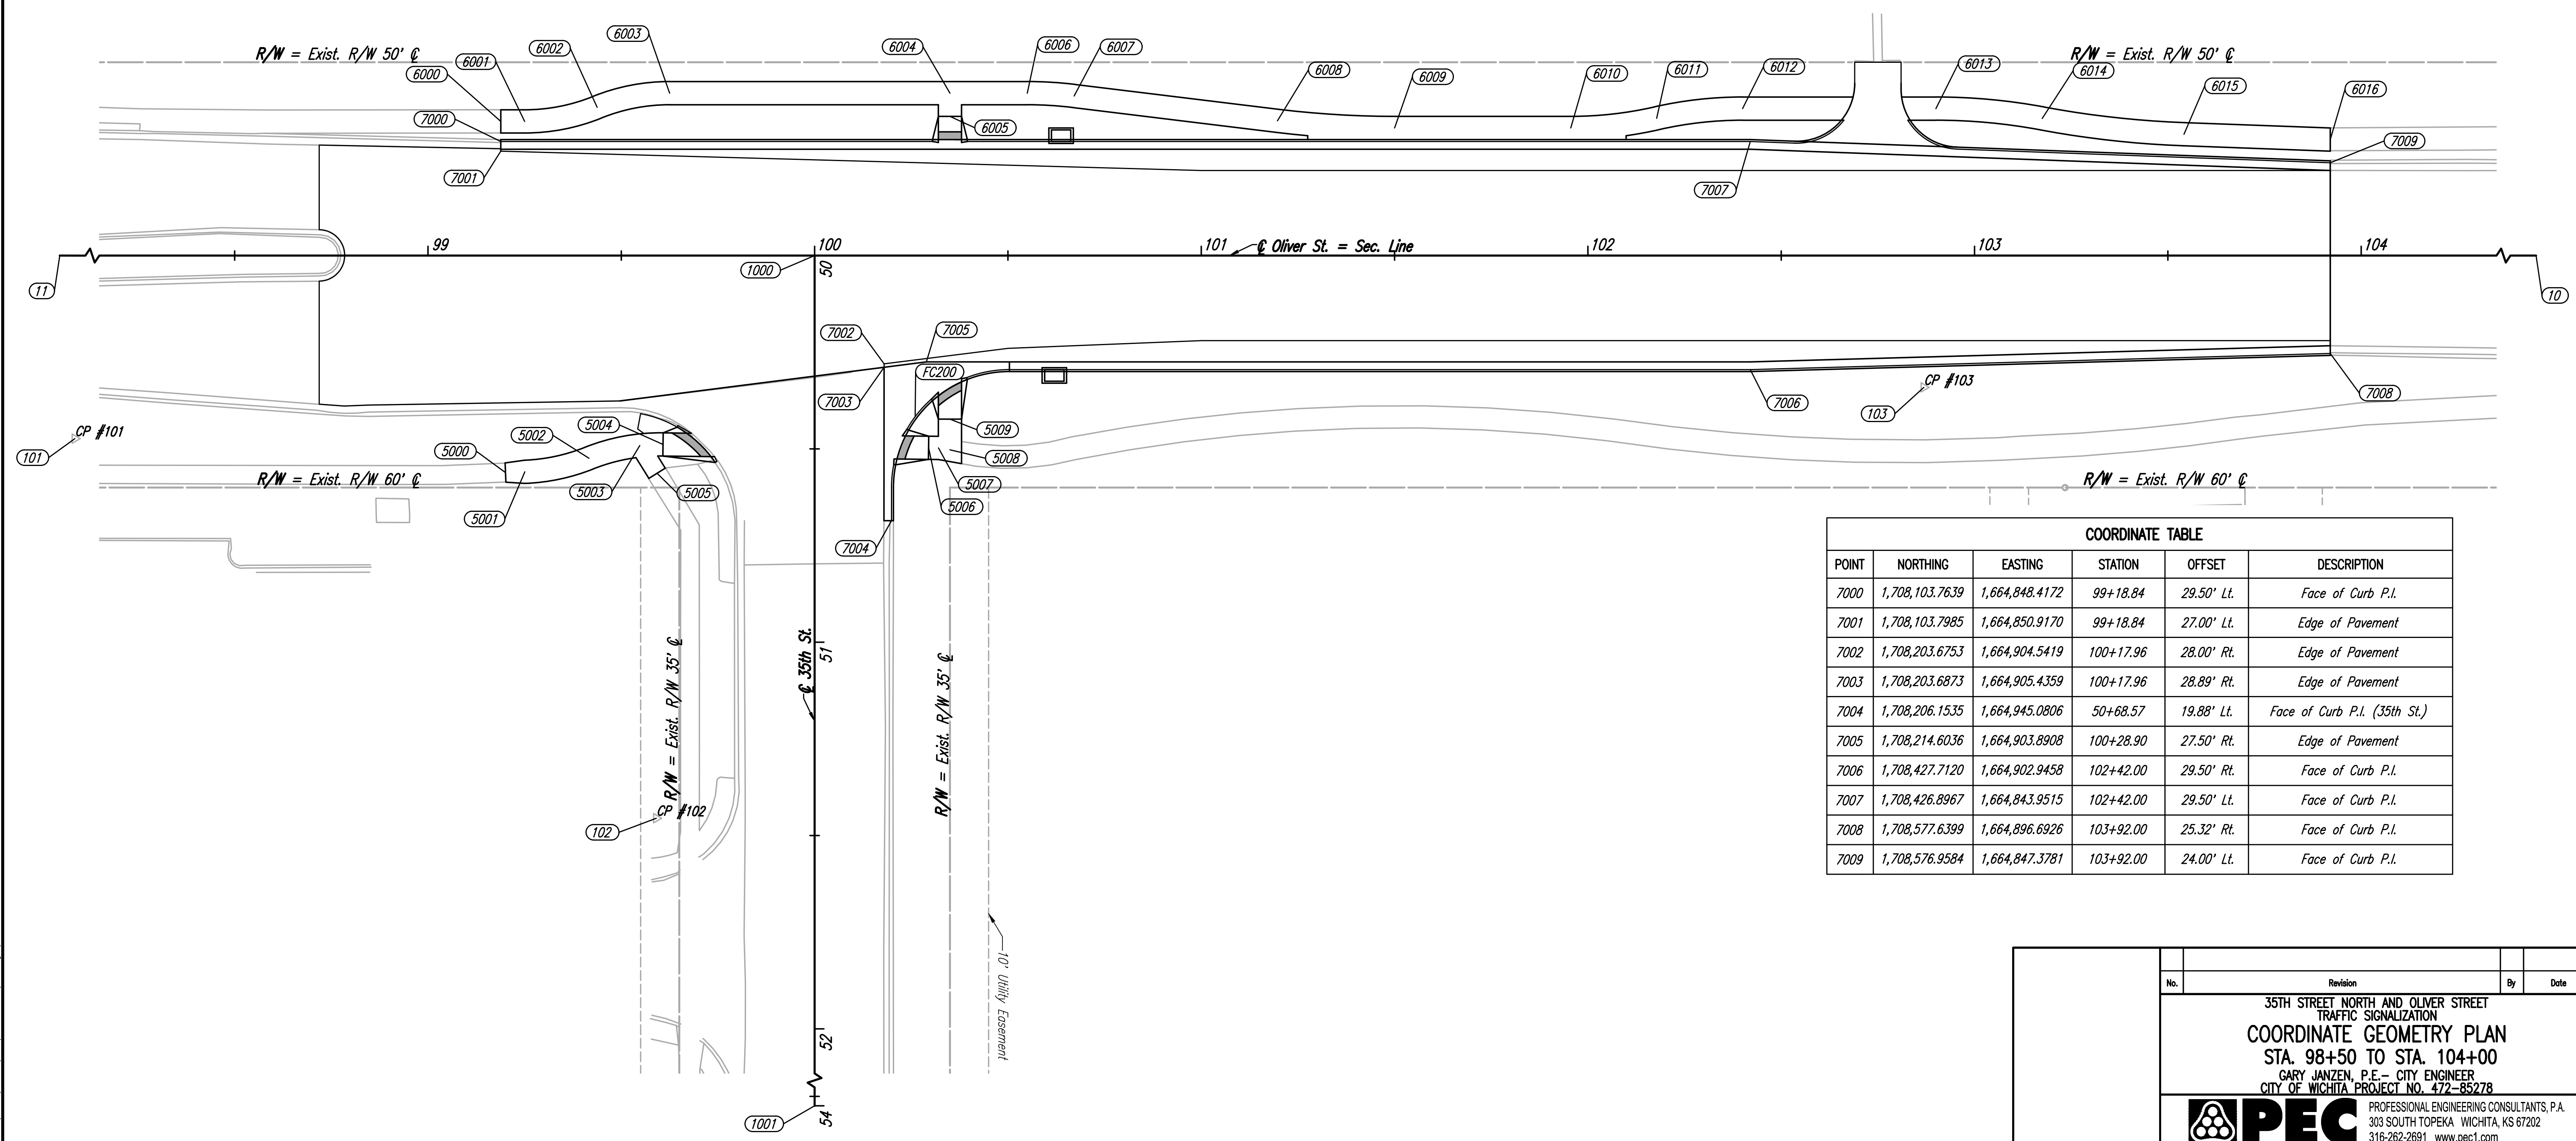 R/W = Exist. R/W 50' ℄
6000
6001
6002
6003
6004
6005
6006
6007
6008
6009
6010
6011
6012
6013
R/W = Exist. R/W 50' ℄
6014
6015
6016
7000
7001
7007
7009
99
100
101
℄ Oliver St. = Sec. Line
102
103
104
1000
50
11
10
7002
7005
7003
FC200
CP #103
103
7006
7008
CP #101
101
5000
5002
5004
5009
5008
5007
5006
5005
5003
5001
R/W = Exist. R/W 60' ℄
R/W = Exist. R/W 60' ℄
7004
R/W = Exist. R/W 35' ℄
℄ 35th St.
51
R/W = Exist. R/W 35' ℄
CP #102
102
10' Utility Easement
52
54
1001
COORDINATE TABLE
POINT NORTHING EASTING STATION OFFSET DESCRIPTION
7000 1,708,103.7639 1,664,848.4172 99+18.84 29.50' Lt. Face of Curb P.I.
7001 1,708,103.7985 1,664,850.9170 99+18.84 27.00' Lt. Edge of Pavement
7002 1,708,203.6753 1,664,904.5419 100+17.96 28.00' Rt. Edge of Pavement
7003 1,708,203.6873 1,664,905.4359 100+17.96 28.89' Rt. Edge of Pavement
7004 1,708,206.1535 1,664,945.0806 50+68.57 19.88' Lt. Face of Curb P.I. (35th St.)
7005 1,708,214.6036 1,664,903.8908 100+28.90 27.50' Rt. Edge of Pavement
7006 1,708,427.7120 1,664,902.9458 102+42.00 29.50' Rt. Face of Curb P.I.
7007 1,708,426.8967 1,664,843.9515 102+42.00 29.50' Lt. Face of Curb P.I.
7008 1,708,577.6399 1,664,896.6926 103+92.00 25.32' Rt. Face of Curb P.I.
7009 1,708,576.9584 1,664,847.3781 103+92.00 24.00' Lt. Face of Curb P.I.
No. Revision By Date
35TH STREET NORTH AND OLIVER STREET
TRAFFIC SIGNALIZATION
COORDINATE GEOMETRY PLAN
STA. 98+50 TO STA. 104+00
GARY JANZEN, P.E.- CITY ENGINEER
CITY OF WICHITA PROJECT NO. 472-85278
PEC
PROFESSIONAL ENGINEERING CONSULTANTS, P.A.
303 SOUTH TOPEKA WICHITA, KS 67202
316-262-2691 www.pec1.com